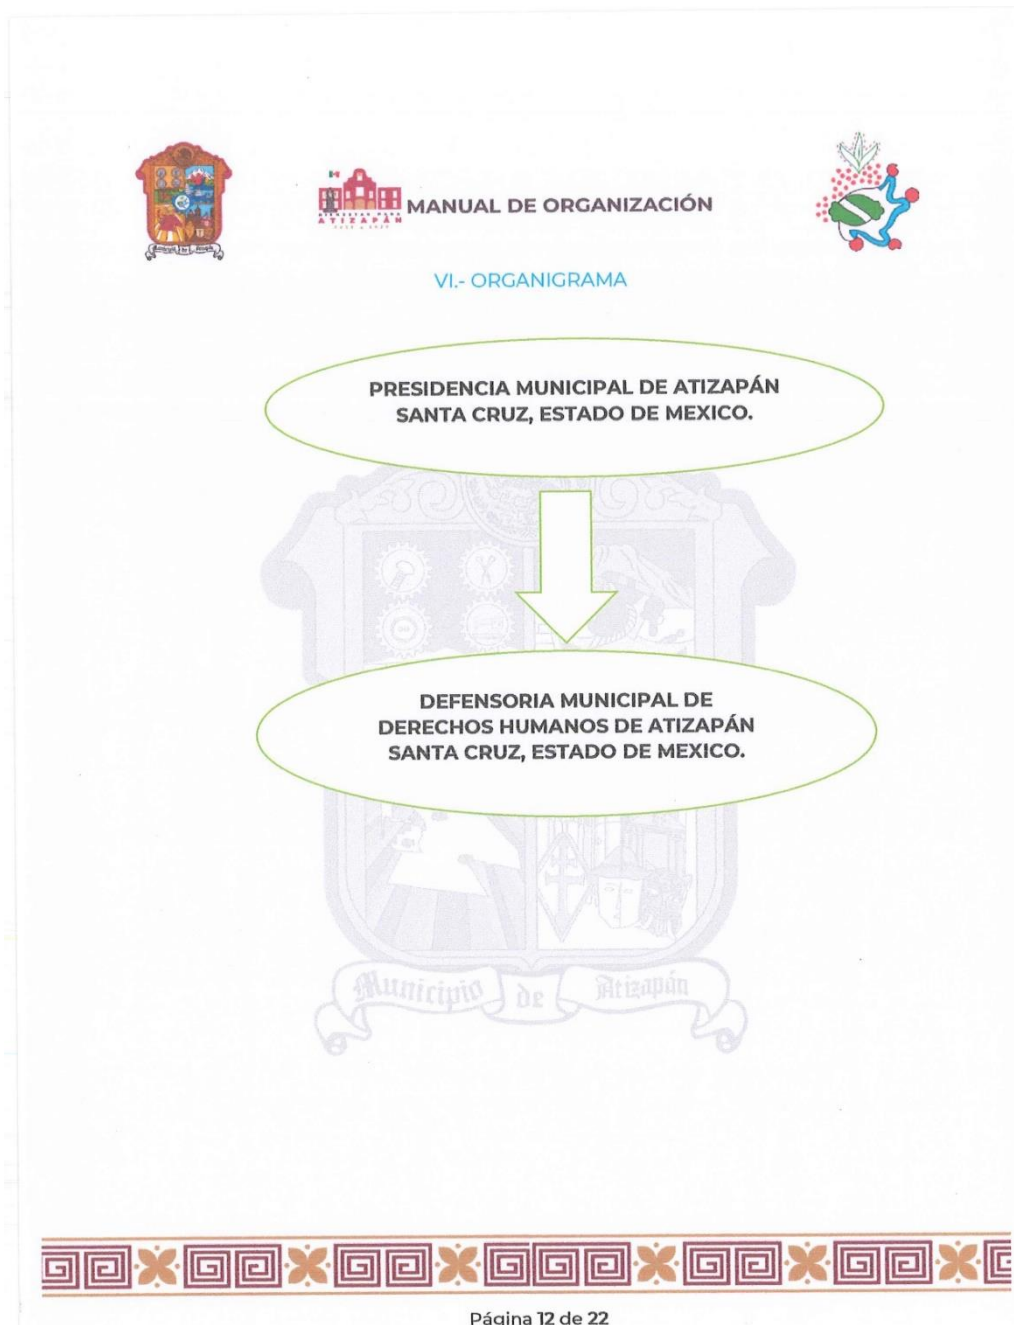 MANUAL DE ORGANIZACIÓN
ATIZAPÁN
VI.- ORGANIGRAMA
PRESIDENCIA MUNICIPAL DE ATIZAPÁN
SANTA CRUZ, ESTADO DE MEXICO.
DEFENSORIA MUNICIPAL DE
DERECHOS HUMANOS DE ATIZAPÁN
SANTA CRUZ, ESTADO DE MEXICO.
Municipio de Atizapán
Página 12 de 22